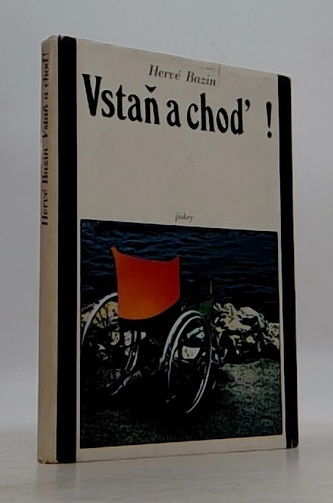 Hervé Bazin
Vstaň a choď !
jiskry
Hervé Bazin Vstaň a choď!